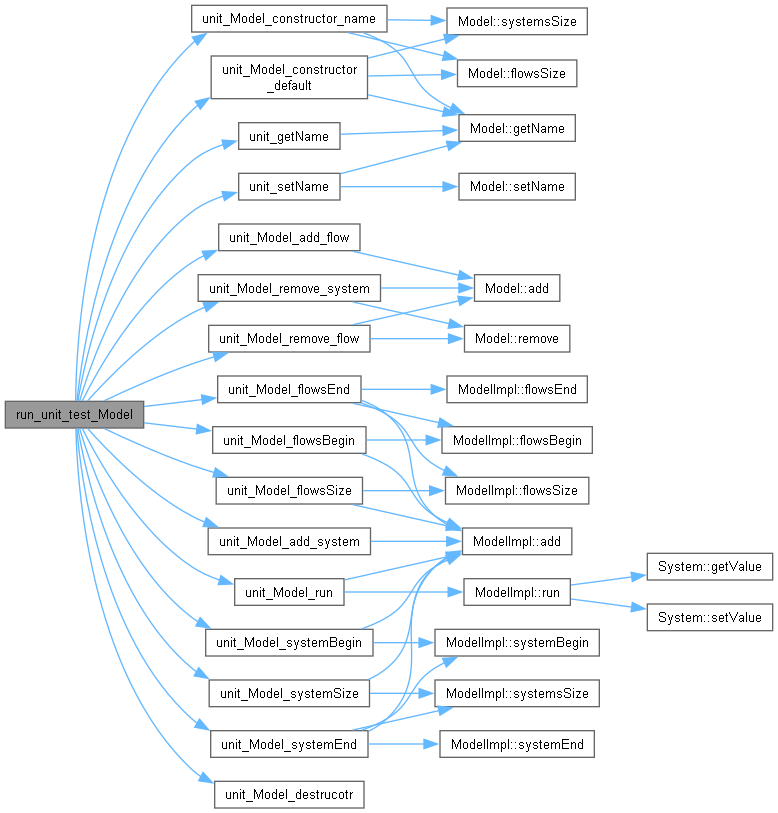 run_unit_test_Model
unit_Model_constructor_name
unit_Model_constructor
_default
unit_getName
unit_setName
unit_Model_add_flow
unit_Model_remove_system
unit_Model_remove_flow
unit_Model_flowsEnd
unit_Model_flowsBegin
unit_Model_flowsSize
unit_Model_add_system
unit_Model_run
unit_Model_systemBegin
unit_Model_systemSize
unit_Model_systemEnd
unit_Model_destrucotr
Model::systemsSize
Model::flowsSize
Model::getName
Model::setName
Model::add
Model::remove
ModelImpl::flowsEnd
ModelImpl::flowsBegin
ModelImpl::flowsSize
ModelImpl::add
ModelImpl::run
ModelImpl::systemBegin
ModelImpl::systemsSize
ModelImpl::systemEnd
System::getValue
System::setValue